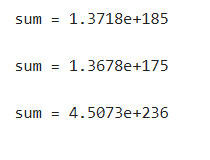 sum = 1.3718e+185
sum = 1.3678e+175
sum = 4.5073e+236